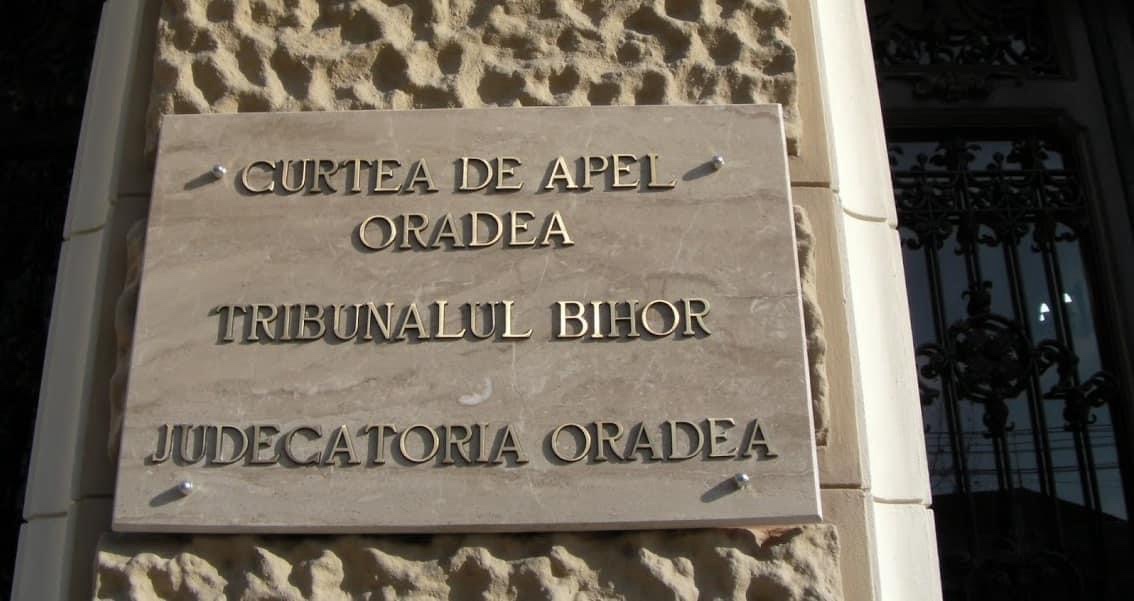 CURTEA DE APEL
ORADEA
TRIBUNALUL BIHOR
JUDECATORIA ORADEA